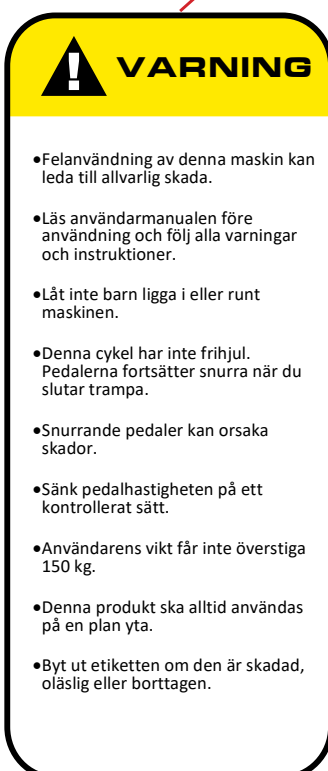 VARNING
•Felanvändning av denna maskin kan
leda till allvarlig skada.
•Läs användarmanualen före
användning och följ alla varningar
och instruktioner.
•Låt inte barn ligga i eller runt
maskinen.
•Denna cykel har inte frihjul.
Pedalerna fortsätter snurra när du
slutar trampa.
•Snurrande pedaler kan orsaka
skador.
•Sänk pedalhastigheten på ett
kontrollerat sätt.
•Användarens vikt får inte överstiga
150 kg.
•Denna produkt ska alltid användas
på en plan yta.
•Byt ut etiketten om den är skadad,
oläslig eller borttagen.